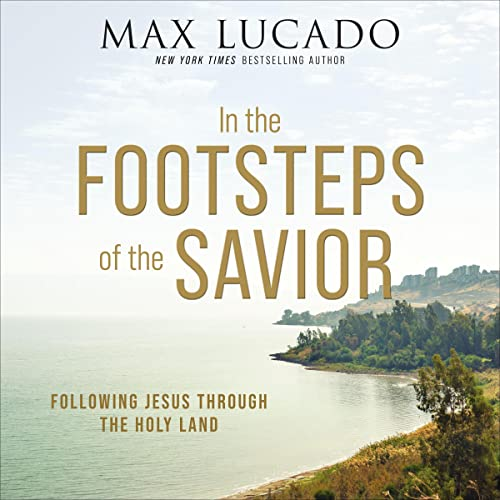 MAX LUCADO
NEW YORK TIMES BESTSELLING AUTHOR
In the
FOOTSTEPS
of the SAVIOR
FOLLOWING JESUS THROUGH
THE HOLY LAND